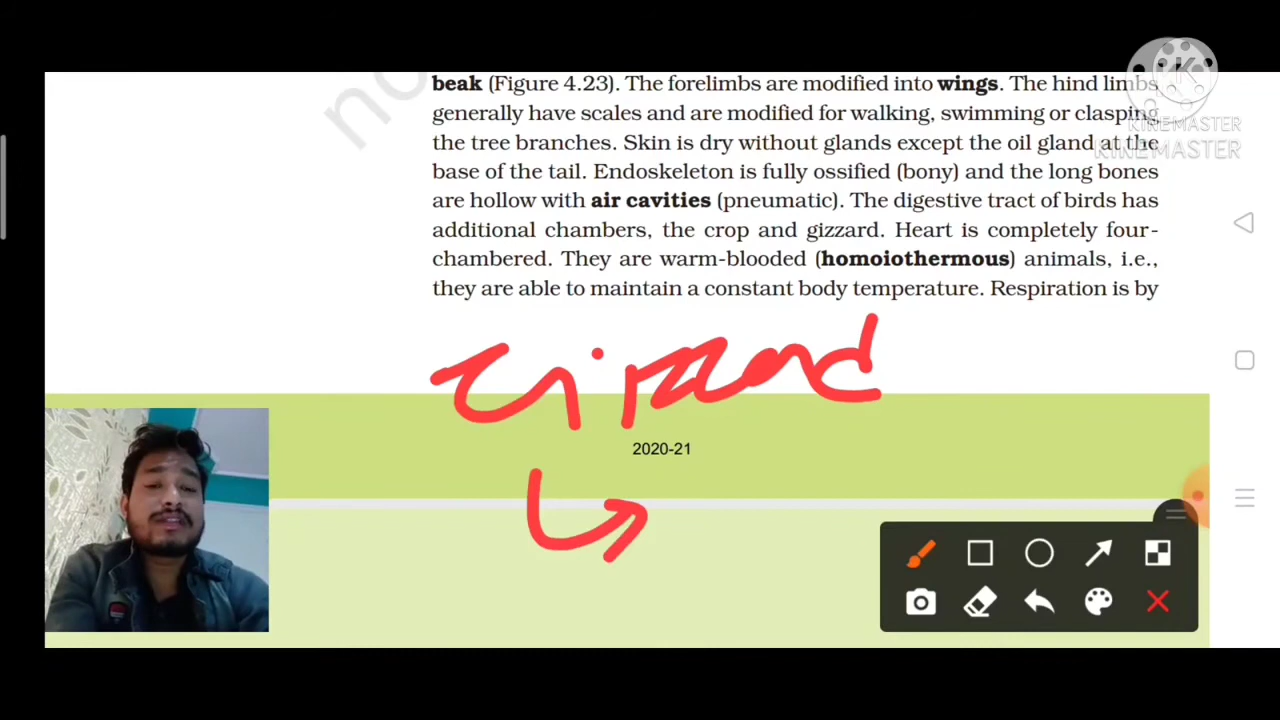 beak (Figure 4.23). The forelimbs are modified into wings. The hind limbs
generally have scales and are modified for walking, swimming or clasping
the tree branches. Skin is dry without glands except the oil gland at the
base of the tail. Endoskeleton is fully ossified (bony) and the long bones
are hollow with air cavities (pneumatic). The digestive tract of birds has
additional chambers, the crop and gizzard. Heart is completely four-
chambered. They are warm-blooded (homoiothermous) animals, i.e.,
they are able to maintain a constant body temperature. Respiration is by
Gizzard
2020-21
KINEMASTER
KINEMASTER